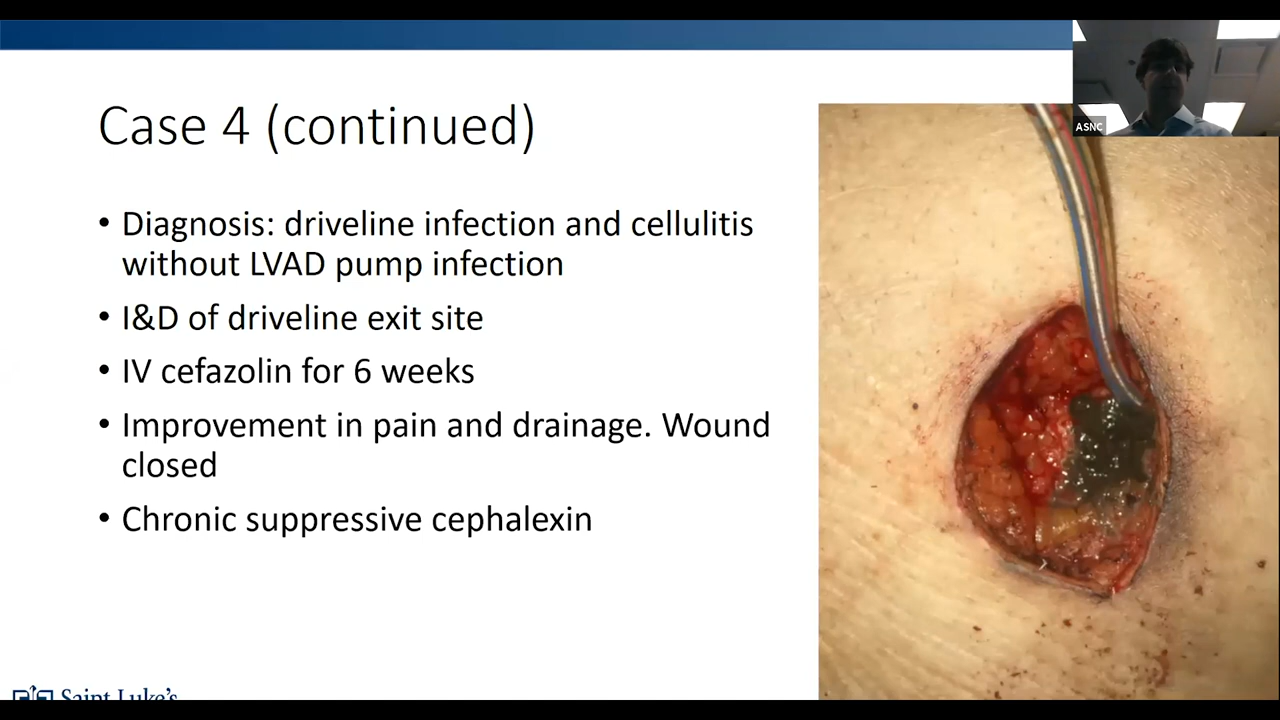 ASNC
Case 4 (continued)
• Diagnosis: driveline infection and cellulitis
without LVAD pump infection
• I&D of driveline exit site
• IV cefazolin for 6 weeks
• Improvement in pain and drainage. Wound
closed
• Chronic suppressive cephalexin
Saint Luke's